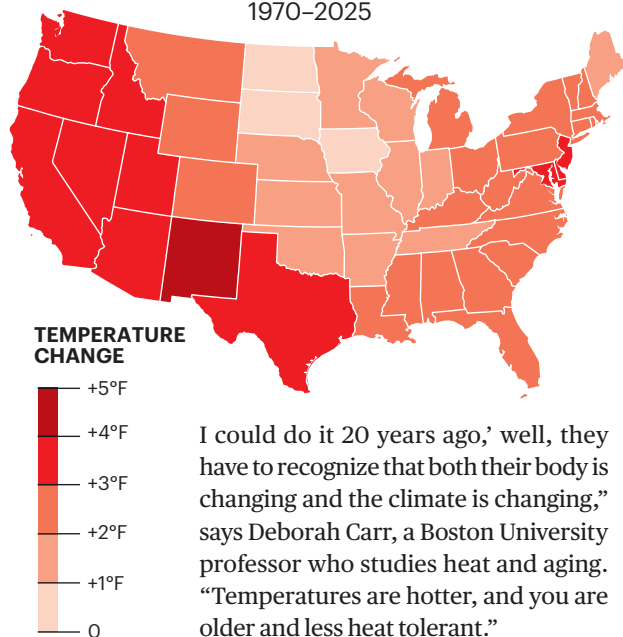 1970–2025
TEMPERATURE
CHANGE
+5°F
+4°F
+3°F
+2°F
+1°F
0
I could do it 20 years ago,’ well, they
have to recognize that both their body is
changing and the climate is changing,”
says Deborah Carr, a Boston University
professor who studies heat and aging.
“Temperatures are hotter, and you are
older and less heat tolerant.”